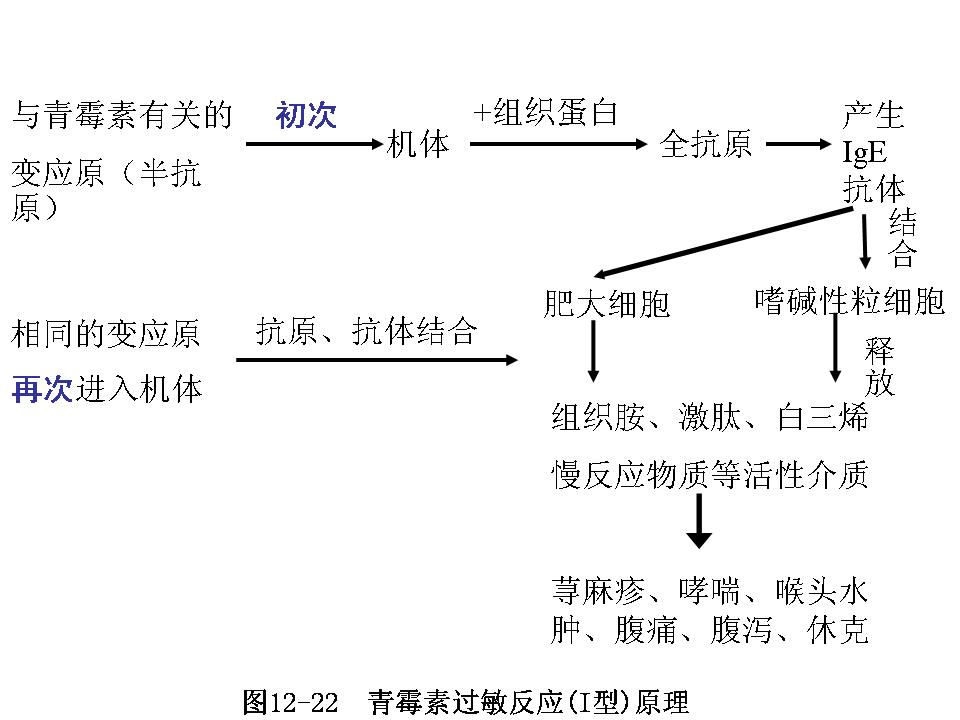 与青霉素有关的
变应原（半抗
原）
初次
机体
+组织蛋白
全抗原
产生
IgE
抗体
结
合
肥大细胞
嗜碱性粒细胞
相同的变应原
再次进入机体
抗原、抗体结合
释
放
组织胺、激肽、白三烯
慢反应物质等活性介质
荨麻疹、哮喘、喉头水
肿、腹痛、腹泻、休克
图12-22 青霉素过敏反应(I型)原理